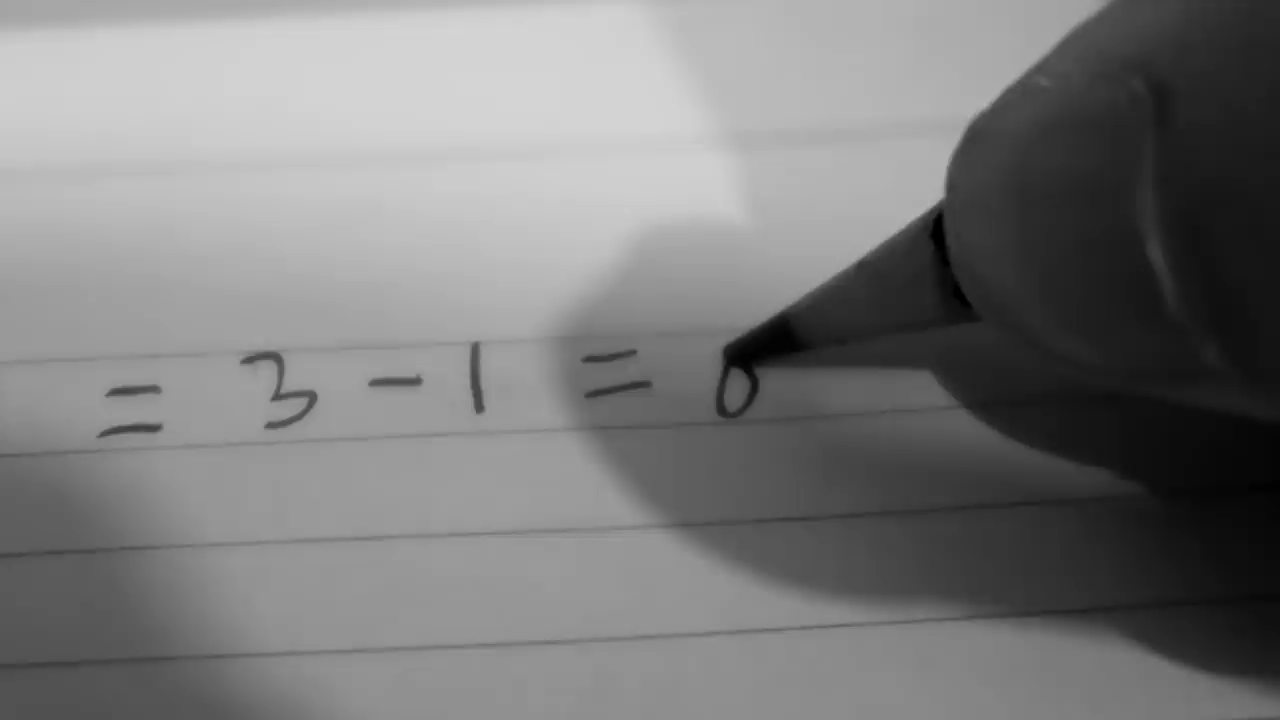 = 3 - 1 = 0